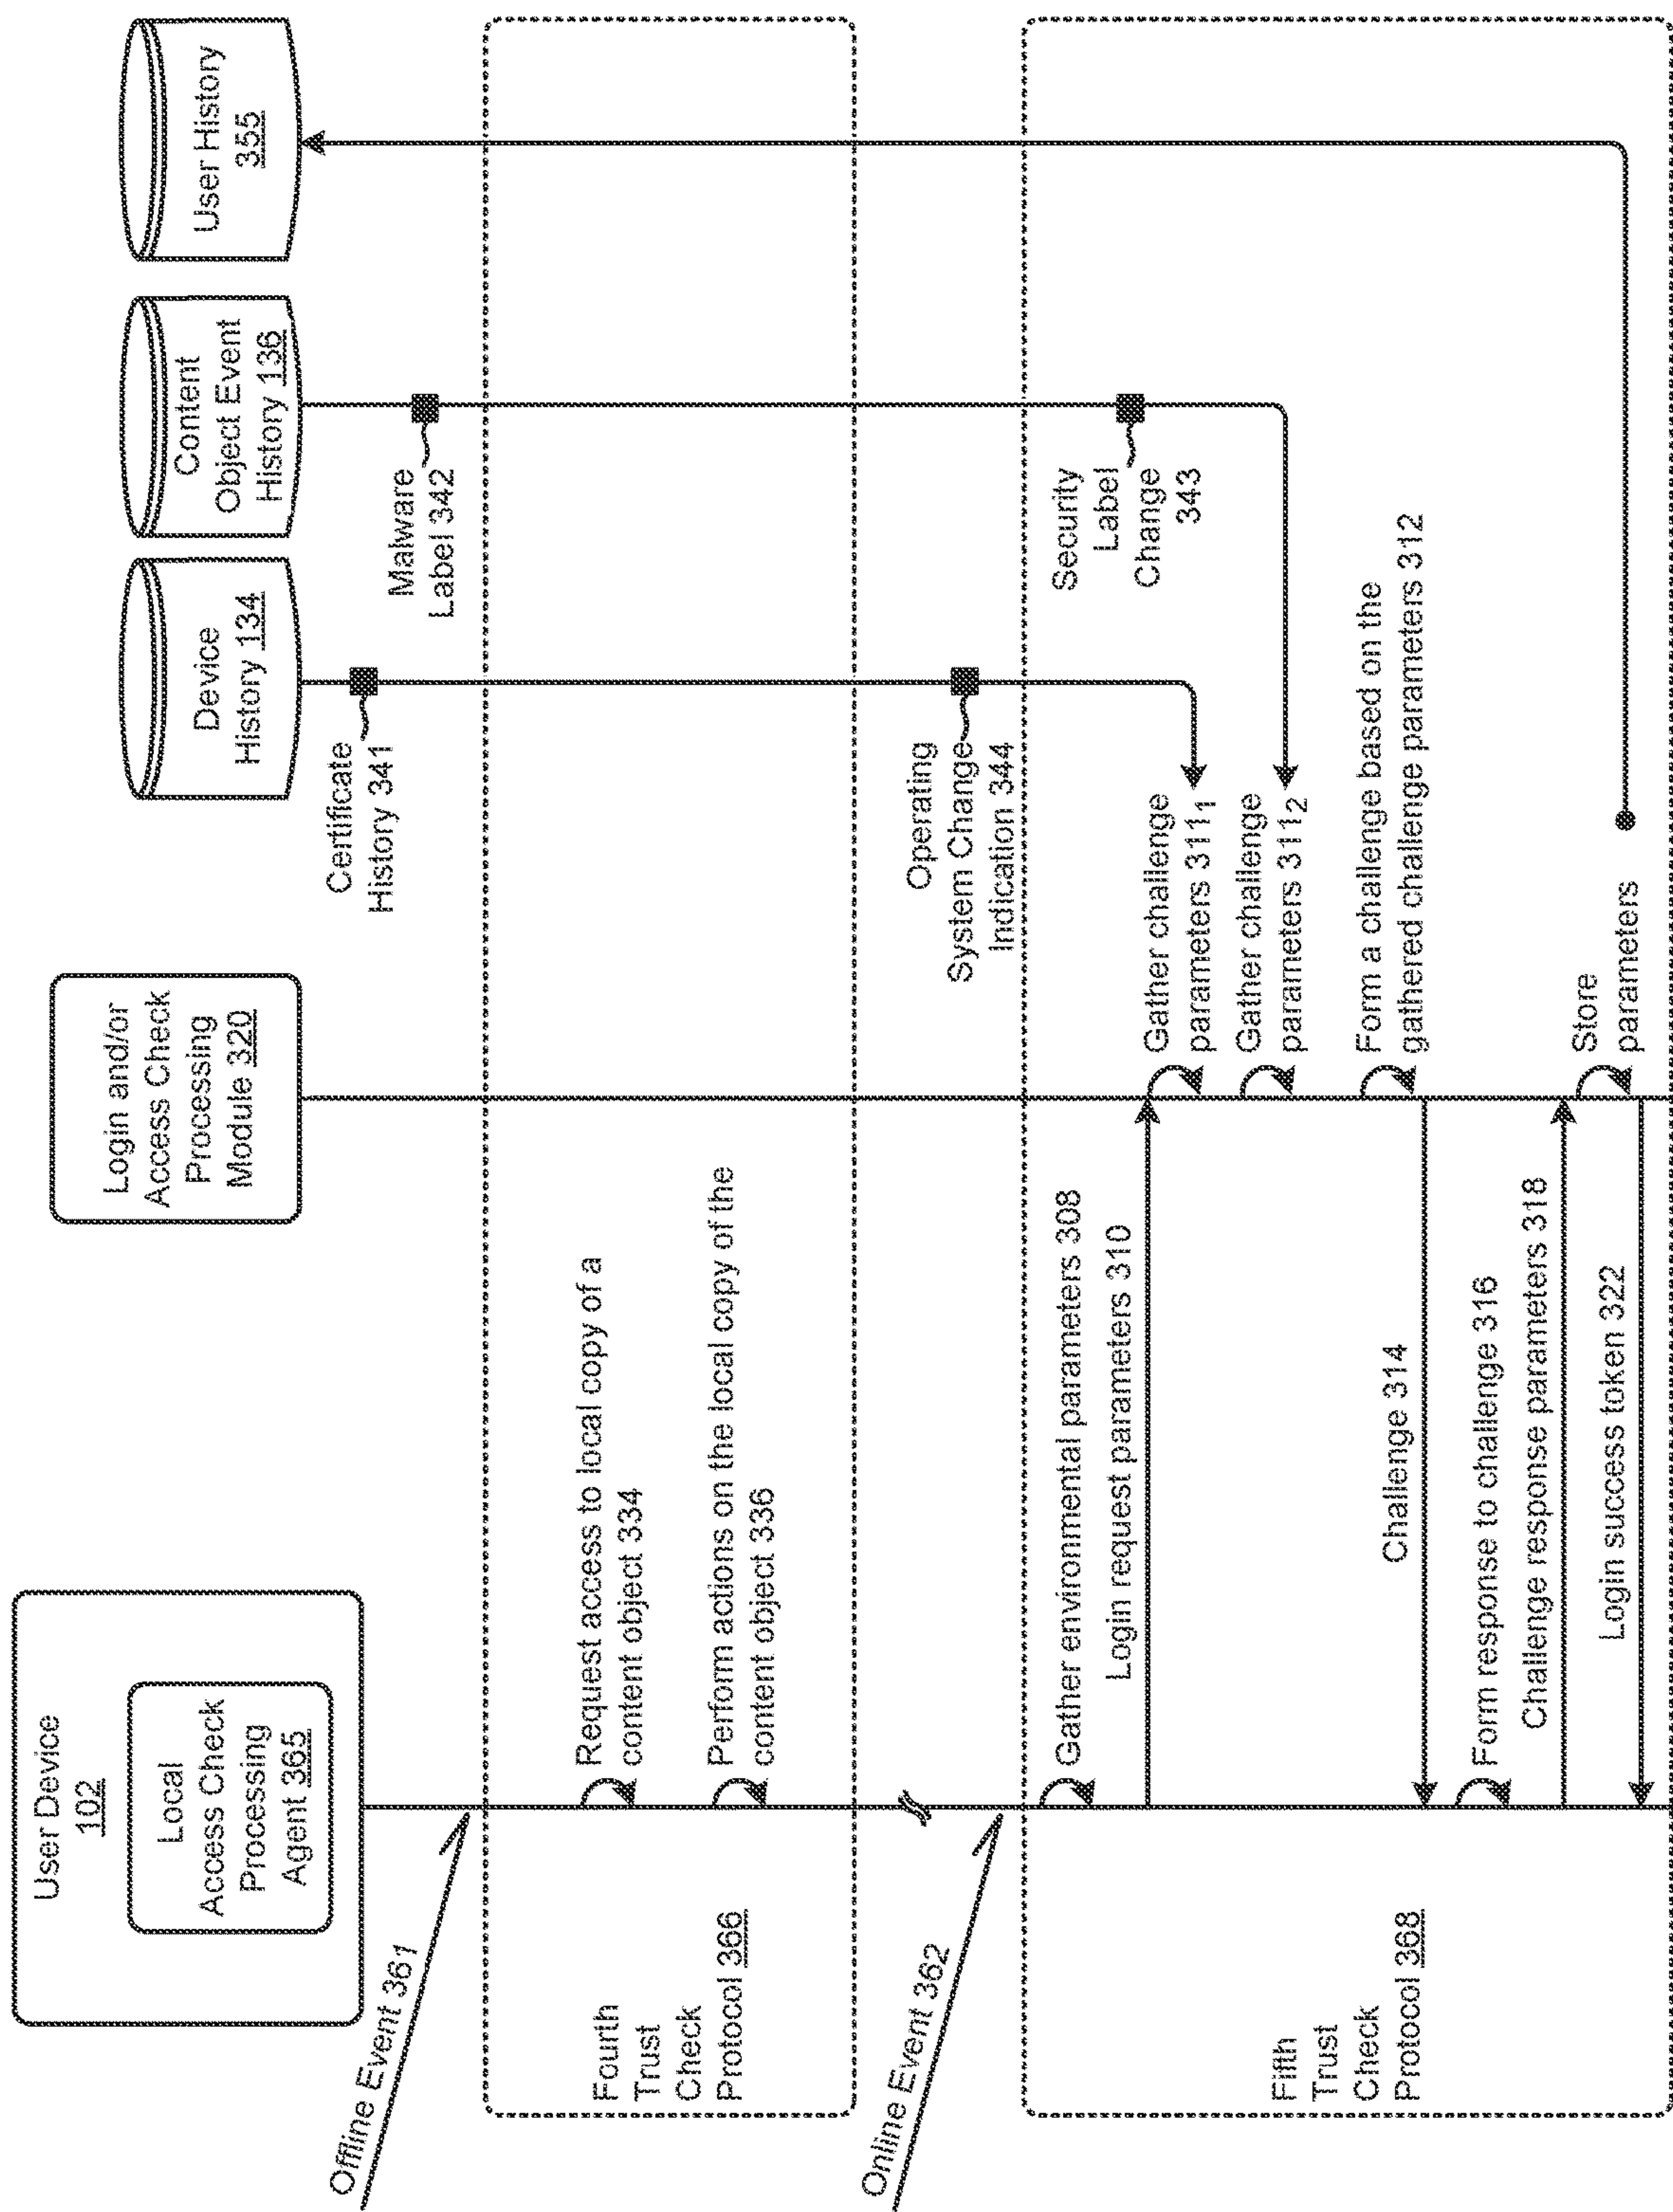 User Device
102
Local
Access Check
Processing
Agent 365
Login and/or
Access Check
Processing
Module 320
Device
History 134
Content
Object Event
History 136
User History
355
Offline Event 361
Certificate
History 341
Malware
Label 342
Fourth
Trust
Check
Protocol 366
Request access to local copy of a
content object 334
Perform actions on the local copy of the
content object 336
Online Event 362
Operating
System Change
Indication 344
Fifth
Trust
Check
Protocol 368
Gather environmental parameters 308
Login request parameters 310
Security
Label
Change
343
Gather challenge
parameters 311₁
Gather challenge
parameters 311₂
Form a challenge based on the
gathered challenge parameters 312
Challenge 314
Form response to challenge 316
Challenge response parameters 318
Store
parameters
Login success token 322